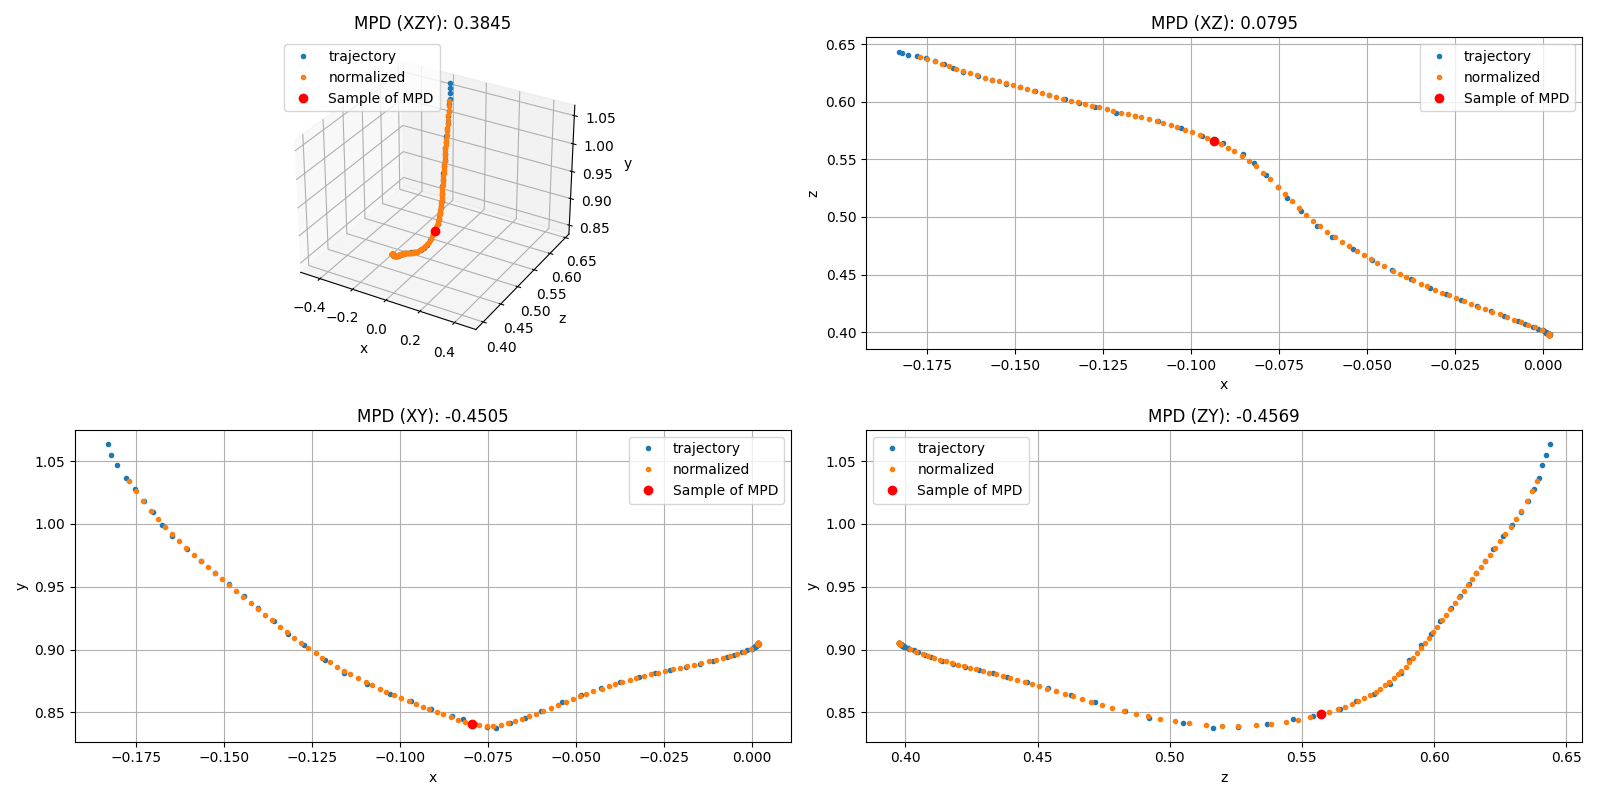 MPD (XZY): 0.3845
trajectory
normalized
Sample of MPD
1.05
1.00
0.95
0.90
0.85
y
0.65
0.60
0.55
0.50
0.45
0.40
z
−0.4
−0.2
0.0
0.2
0.4
x
MPD (XZ): 0.0795
trajectory
normalized
Sample of MPD
0.65
0.60
0.55
0.50
0.45
0.40
z
−0.175
−0.150
−0.125
−0.100
−0.075
−0.050
−0.025
0.000
x
MPD (XY): -0.4505
trajectory
normalized
Sample of MPD
1.05
1.00
0.95
0.90
0.85
y
−0.175
−0.150
−0.125
−0.100
−0.075
−0.050
−0.025
0.000
x
MPD (ZY): -0.4569
trajectory
normalized
Sample of MPD
1.05
1.00
0.95
0.90
0.85
y
0.40
0.45
0.50
0.55
0.60
0.65
z